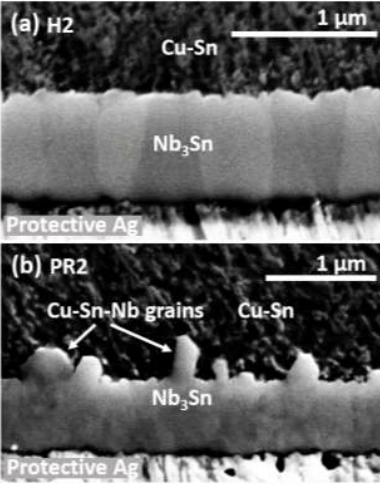 (a) H2
1 μm
Cu-Sn
Nb₃Sn
Protective Ag
(b) PR2
1 μm
Cu-Sn-Nb grains
Cu-Sn
Nb₃Sn
Protective Ag